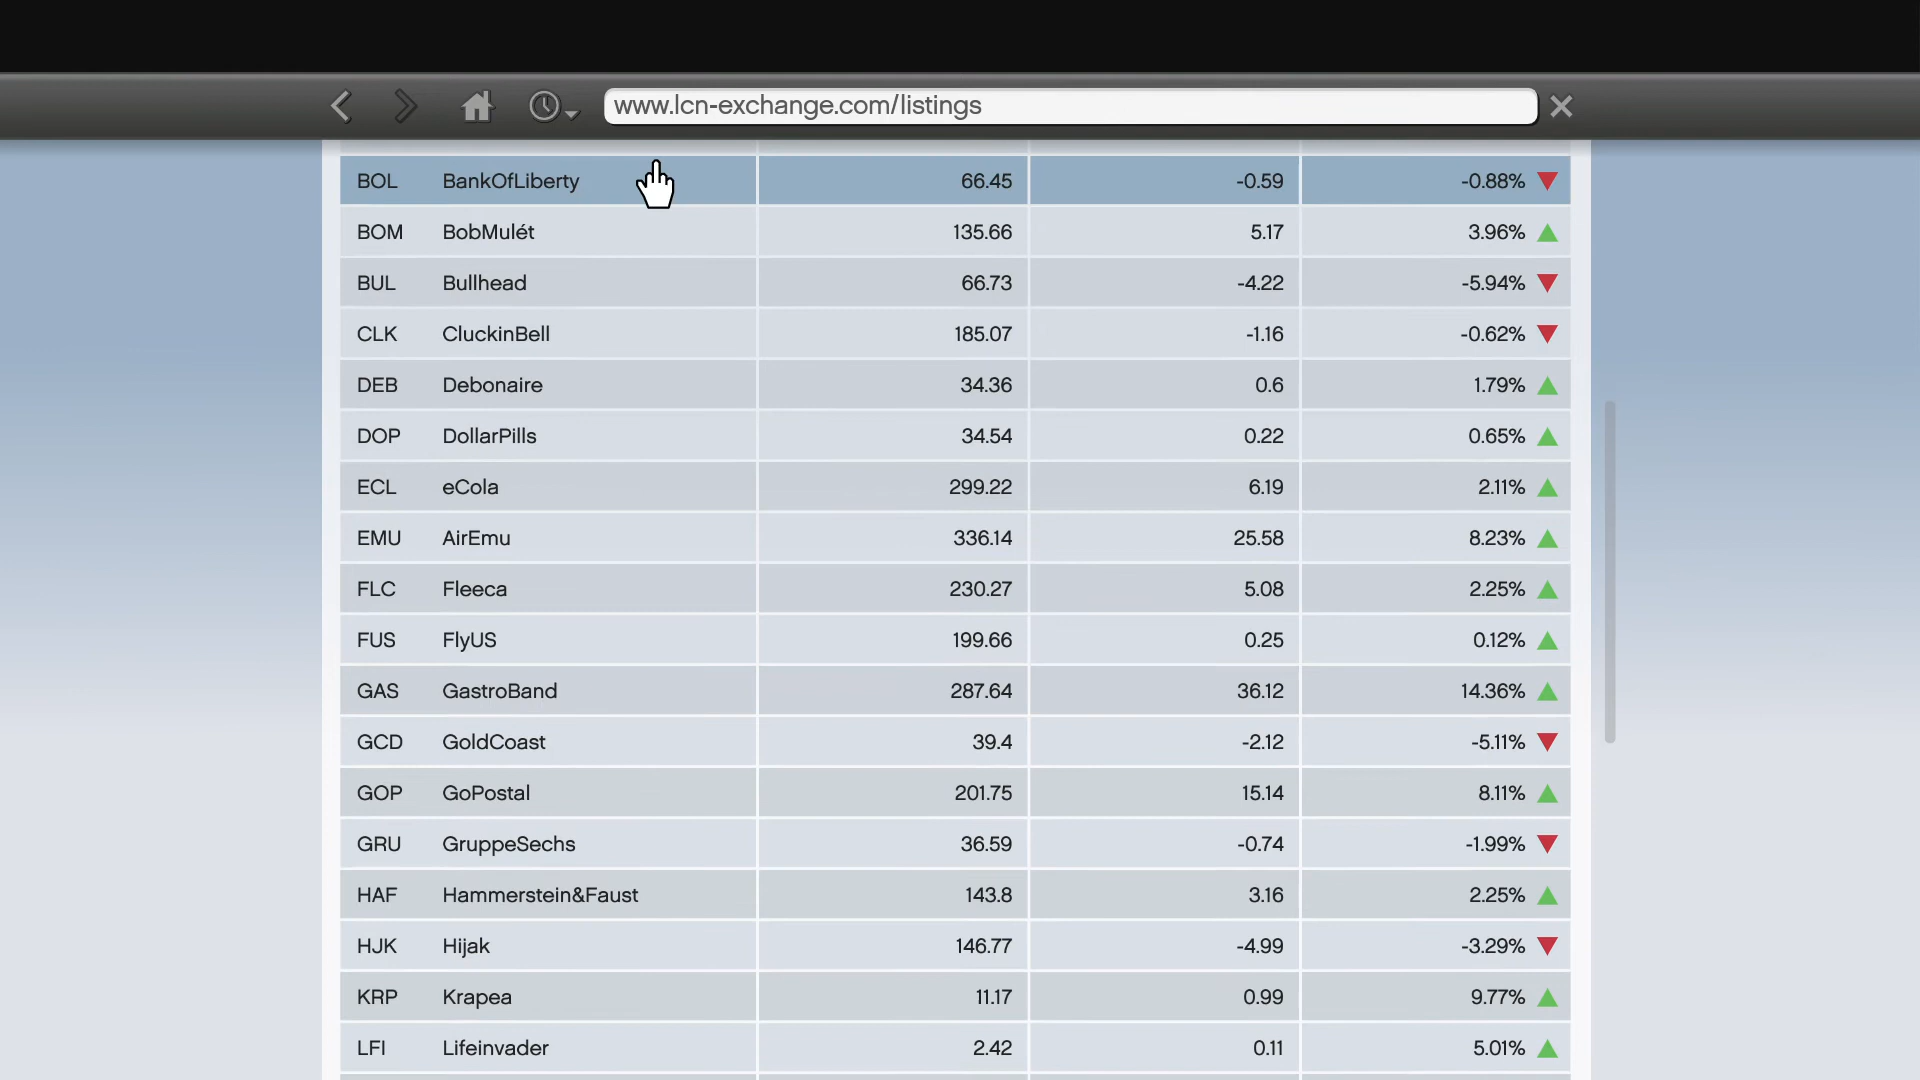 www.lcn-exchange.com/listings
BOL BankOfLiberty 66.45 -0.59 -0.88%
BOM BobMulét 135.66 5.17 3.96%
BUL Bullhead 66.73 -4.22 -5.94%
CLK CluckinBell 185.07 -1.16 -0.62%
DEB Debonaire 34.36 0.6 1.79%
DOP DollarPills 34.54 0.22 0.65%
ECL eCola 299.22 6.19 2.11%
EMU AirEmu 336.14 25.58 8.23%
FLC Fleeca 230.27 5.08 2.25%
FUS FlyUS 199.66 0.25 0.12%
GAS GastroBand 287.64 36.12 14.36%
GCD GoldCoast 39.4 -2.12 -5.11%
GOP GoPostal 201.75 15.14 8.11%
GRU GruppeSechs 36.59 -0.74 -1.99%
HAF Hammerstein&Faust 143.8 3.16 2.25%
HJK Hijak 146.77 -4.99 -3.29%
KRP Krapea 11.17 0.99 9.77%
LFI Lifeinvader 2.42 0.11 5.01%